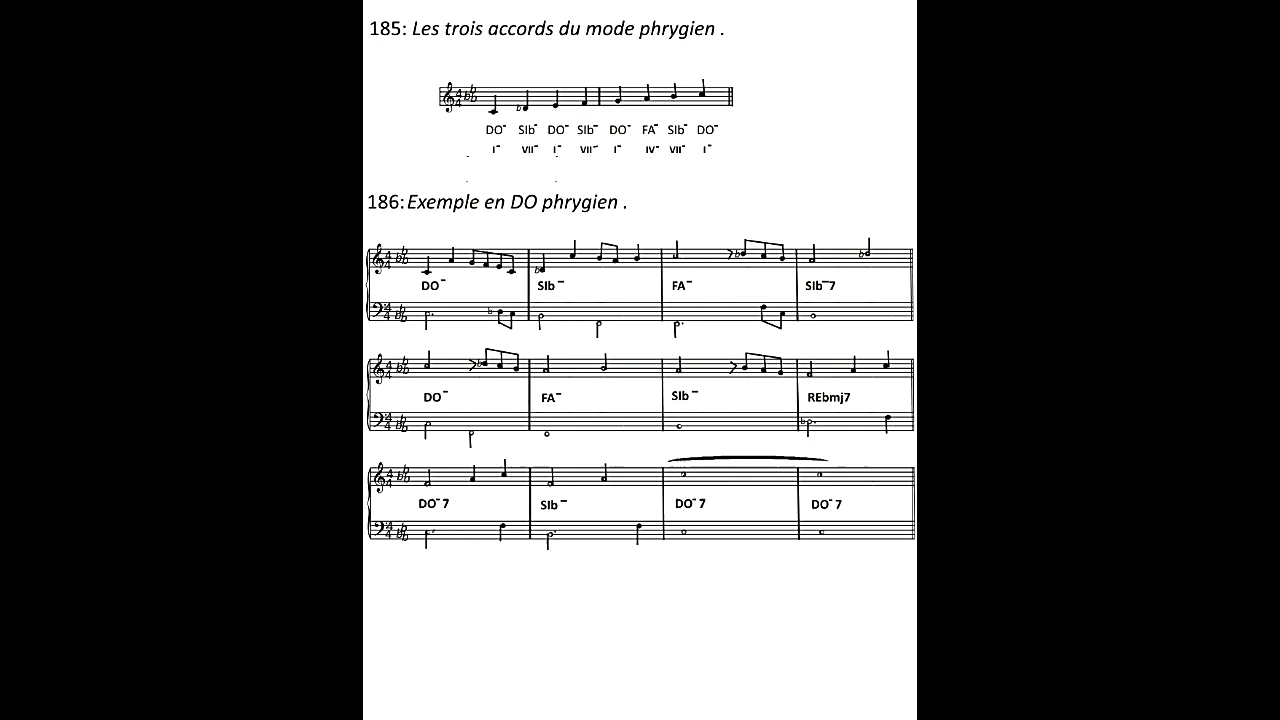 185: Les trois accords du mode phrygien .
DO- SIb- DO- SIb- DO- FA- SIb- DO-
I- VII- I- VII- I- IV- VII- I-
186: Exemple en DO phrygien .
DO- SIb- FA- SIb-7
DO- FA- SIb- REbmj7
DO-7 SIb- DO-7 DO-7